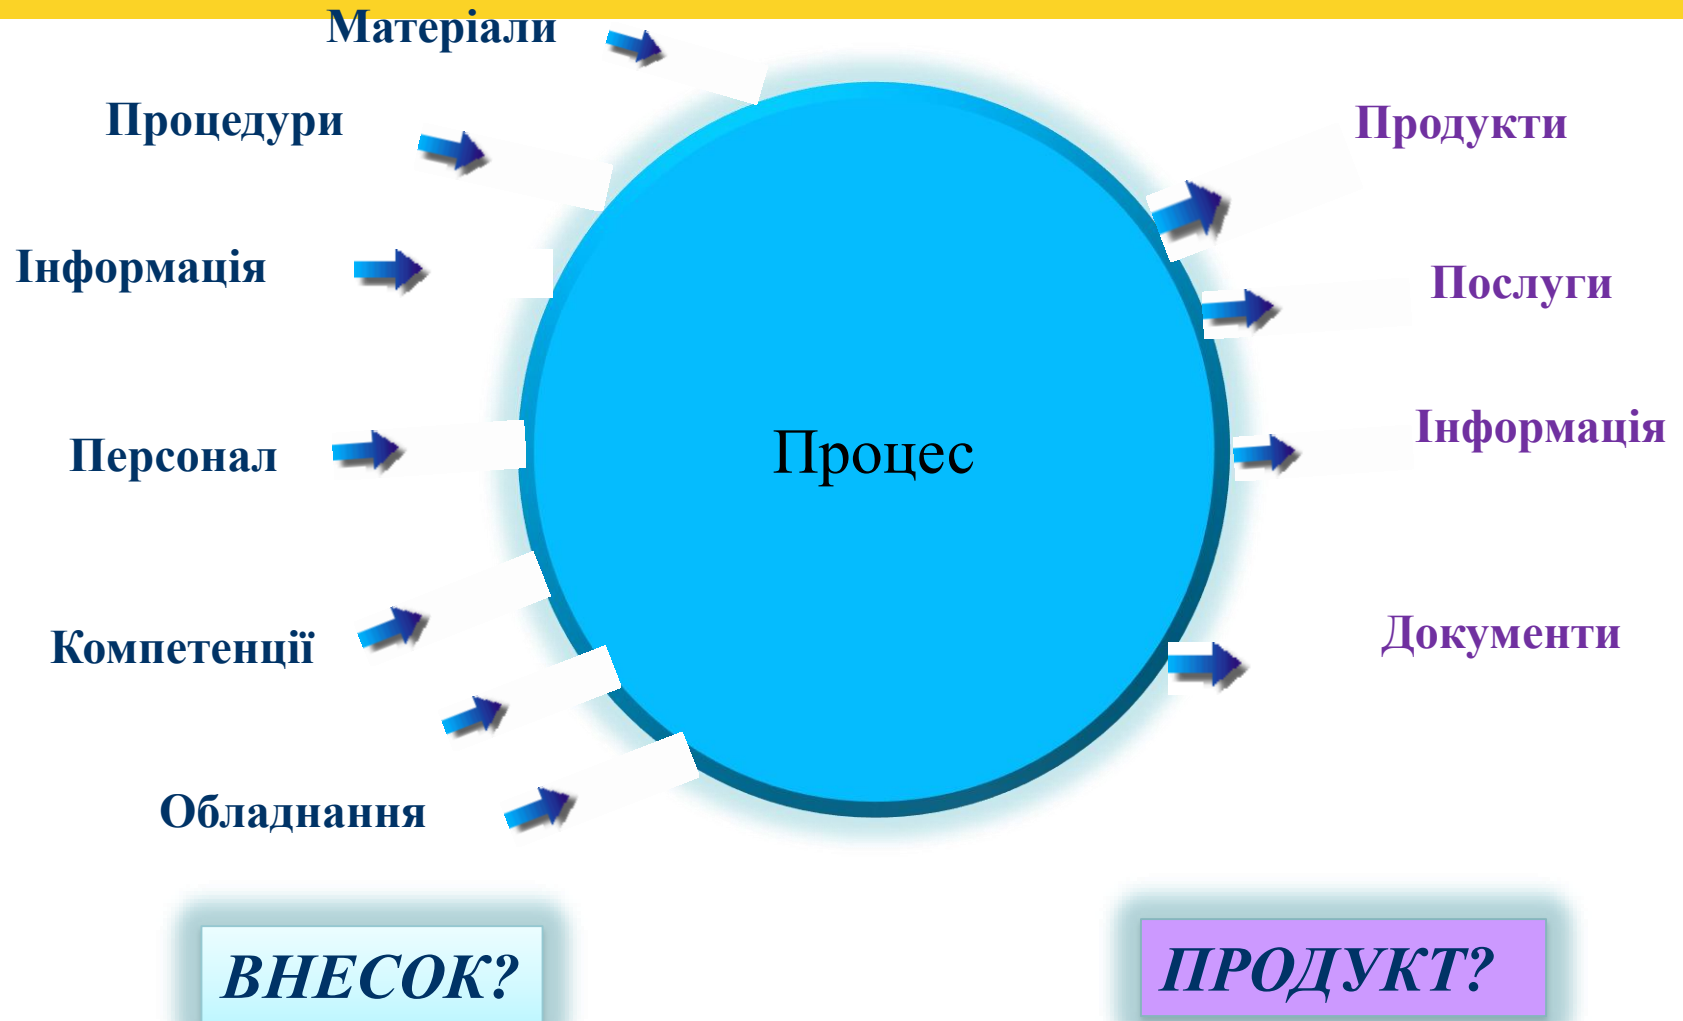 Матеріали
Процедури
Інформація
Персонал
Компетенції
Обладнання
Процес
Продукти
Послуги
Інформація
Документи
ВНЕСОК?
ПРОДУКТ?